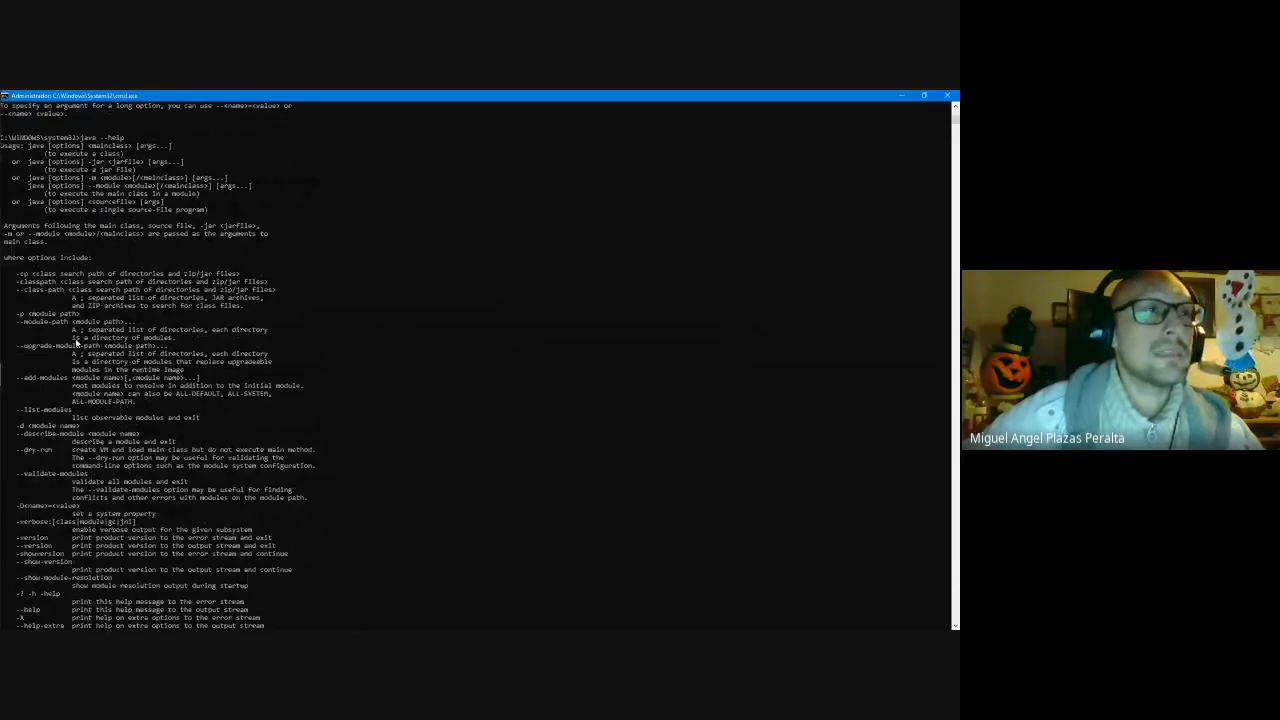 Administrador: C:\Windows\System32\cmd.exe
To specify an argument for a long option, you can use --<name>=<value> or
--<name> <value>.
C:\WINDOWS\system32>java --help
Usage: java [options] <mainclass> [args...]
(to execute a class)
or java [options] -jar <jarfile> [args...]
(to execute a jar file)
or java [options] -m <module>[/<mainclass>] [args...]
java [options] --module <module>[/<mainclass>] [args...]
(to execute the main class in a module)
or java [options] <sourcefile> [args]
(to execute a single source-file program)
Arguments following the main class, source file, -jar <jarfile>,
-m or --module <module>/<mainclass> are passed as the arguments to
main class.
where options include:
-cp <class search path of directories and zip/jar files>
-classpath <class search path of directories and zip/jar files>
--class-path <class search path of directories and zip/jar files>
A ; separated list of directories, JAR archives,
and ZIP archives to search for class files.
-p <module path>
--module-path <module path>...
A ; separated list of directories, each directory
is a directory of modules.
--upgrade-module-path <module path>...
A ; separated list of directories, each directory
is a directory of modules that replace upgradeable
modules in the runtime image
--add-modules <module name>[,<module name>...]
root modules to resolve in addition to the initial module.
<module name> can also be ALL-DEFAULT, ALL-SYSTEM,
ALL-MODULE-PATH.
--list-modules
list observable modules and exit
-d <module name>
--describe-module <module name>
describe a module and exit
--dry-run create VM and load main class but do not execute main method.
The --dry-run option may be useful for validating the
command-line options such as the module system configuration.
--validate-modules
validate all modules and exit
The --validate-modules option may be useful for finding
conflicts and other errors with modules on the module path.
-D<name>=<value>
set a system property
-verbose:[class|module|gc|jni]
enable verbose output for the given subsystem
-version print product version to the error stream and exit
--version print product version to the output stream and exit
-showversion print product version to the error stream and continue
--show-version
print product version to the output stream and continue
--show-module-resolution
show module resolution output during startup
-? -h -help
print this help message to the error stream
--help print this help message to the output stream
-X print help on extra options to the error stream
--help-extra print help on extra options to the output stream
Miguel Angel Plazas Peralta